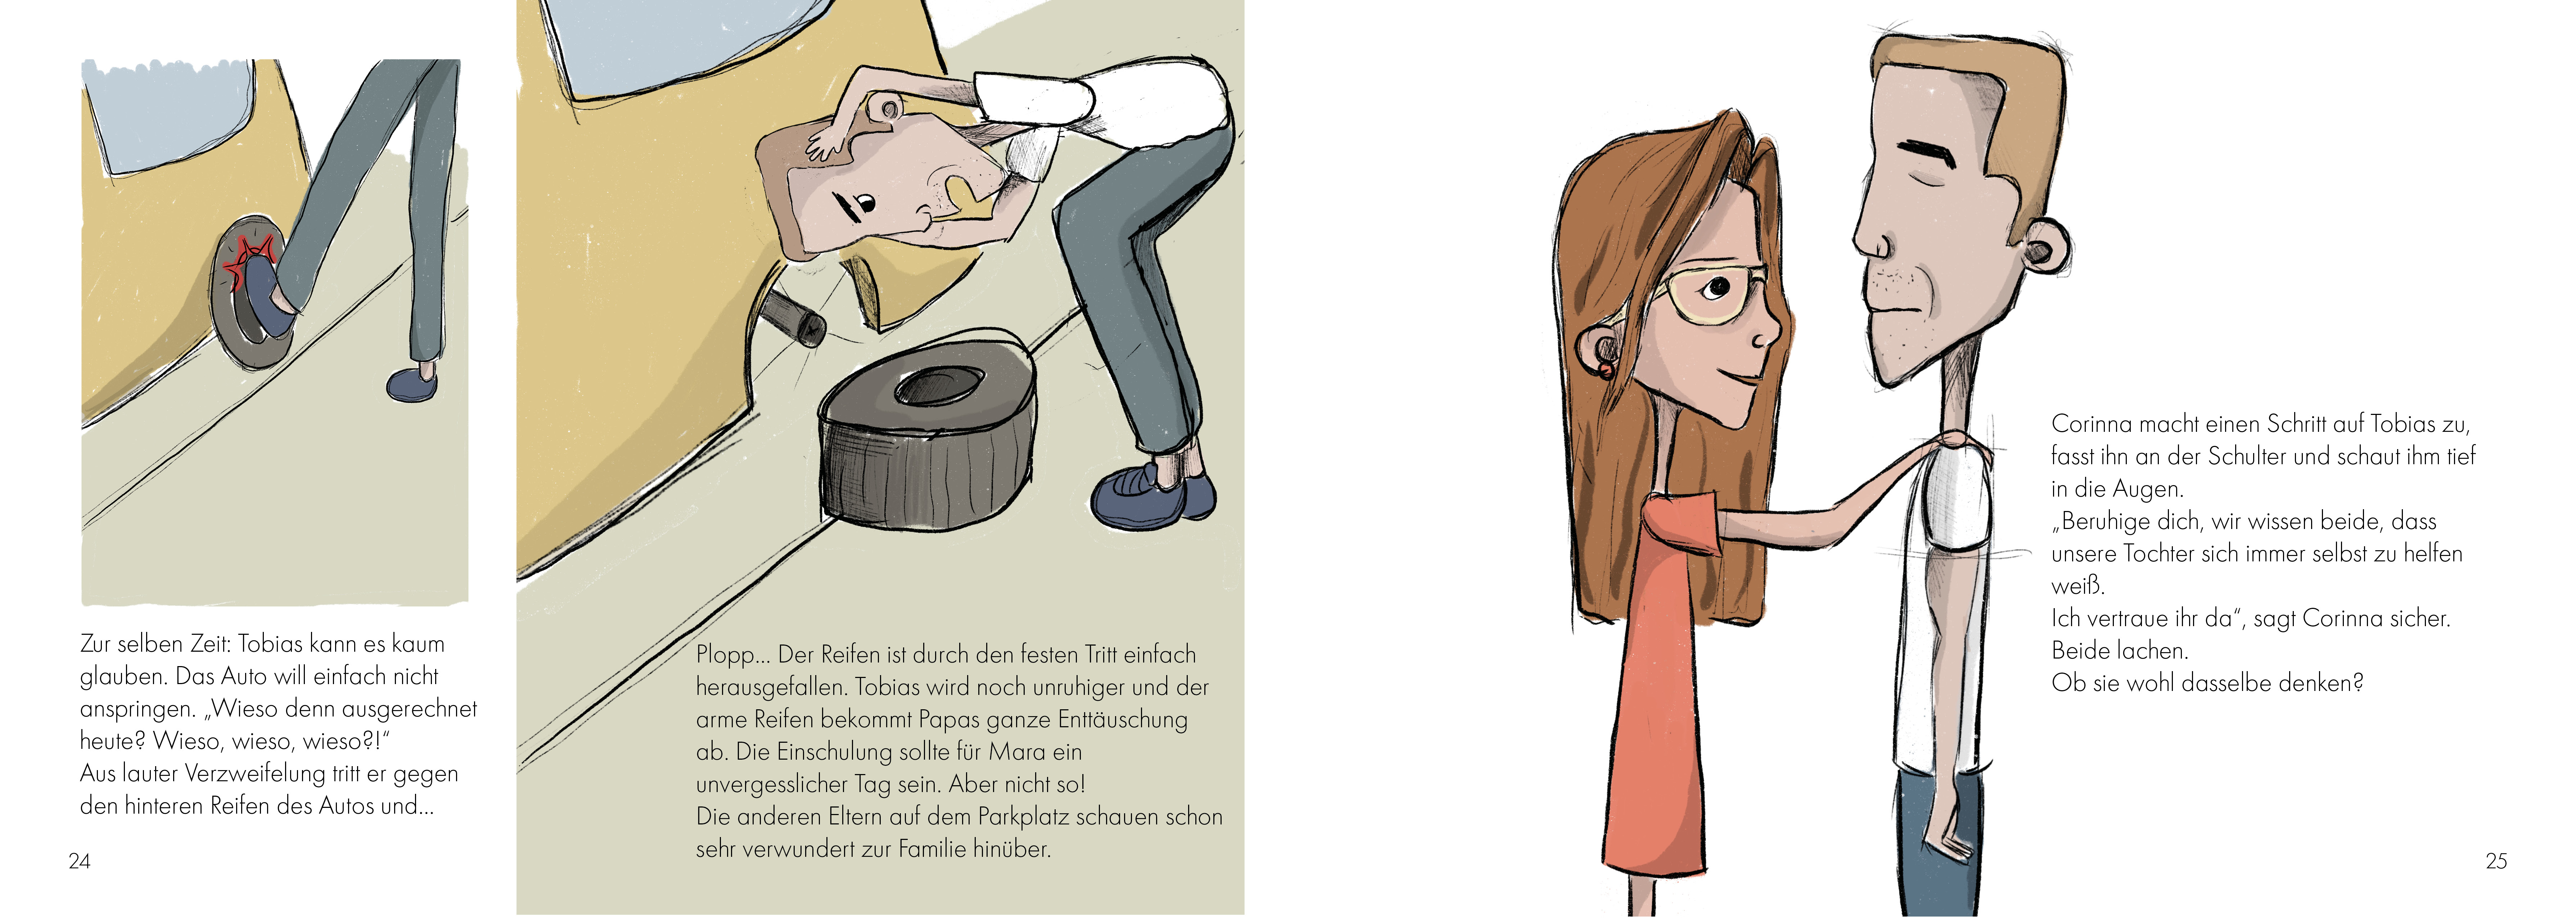 Zur selben Zeit: Tobias kann es kaum
glauben. Das Auto will einfach nicht
anspringen. „Wieso denn ausgerechnet
heute? Wieso, wieso, wieso?!“
Aus lauter Verzweifelung tritt er gegen
den hinteren Reifen des Autos und...
24
Plopp... Der Reifen ist durch den festen Tritt einfach
herausgefallen. Tobias wird noch unruhiger und der
arme Reifen bekommt Papas ganze Enttäuschung
ab. Die Einschulung sollte für Mara ein
unvergesslicher Tag sein. Aber nicht so!
Die anderen Eltern auf dem Parkplatz schauen schon
sehr verwundert zur Familie hinüber.
Corinna macht einen Schritt auf Tobias zu,
fasst ihn an der Schulter und schaut ihm tief
in die Augen.
„Beruhige dich, wir wissen beide, dass
unsere Tochter sich immer selbst zu helfen
weiß.
Ich vertraue ihr da“, sagt Corinna sicher.
Beide lachen.
Ob sie wohl dasselbe denken?
25